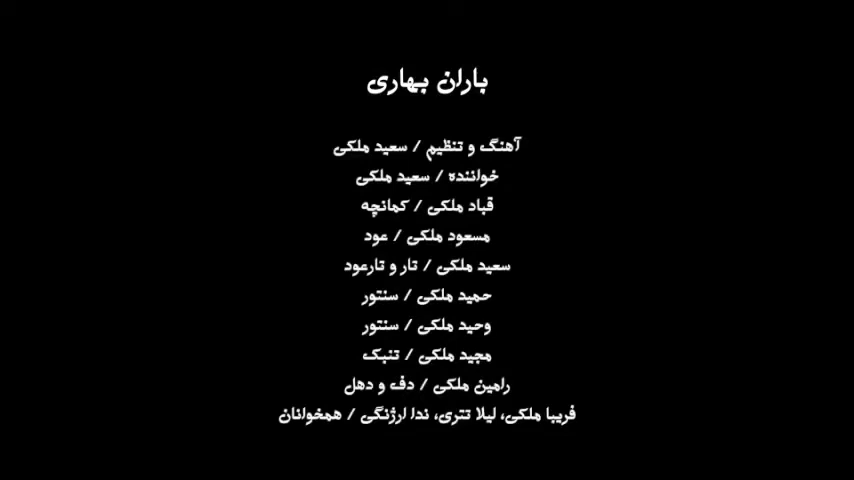 باران بهاری
آهنگ و تنظیم / سعید ملکی
خواننده / سعید ملکی
قباد ملکی / کمانچه
مسعود ملکی / عود
سعید ملکی / تار و تارعود
حمید ملکی / سنتور
وحید ملکی / سنتور
مجید ملکی / تنبک
رامین ملکی / دف و دهل
فریبا ملکی، لیلا تتری، ندا ارژنگی / همخوانان